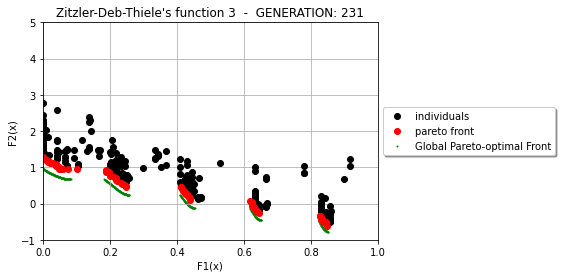 Zitzler-Deb-Thiele's function 3 - GENERATION: 231
5
4
3
2
1
0
−1
F2(x)
0.0 0.2 0.4 0.6 0.8 1.0
F1(x)
individuals
pareto front
Global Pareto-optimal Front